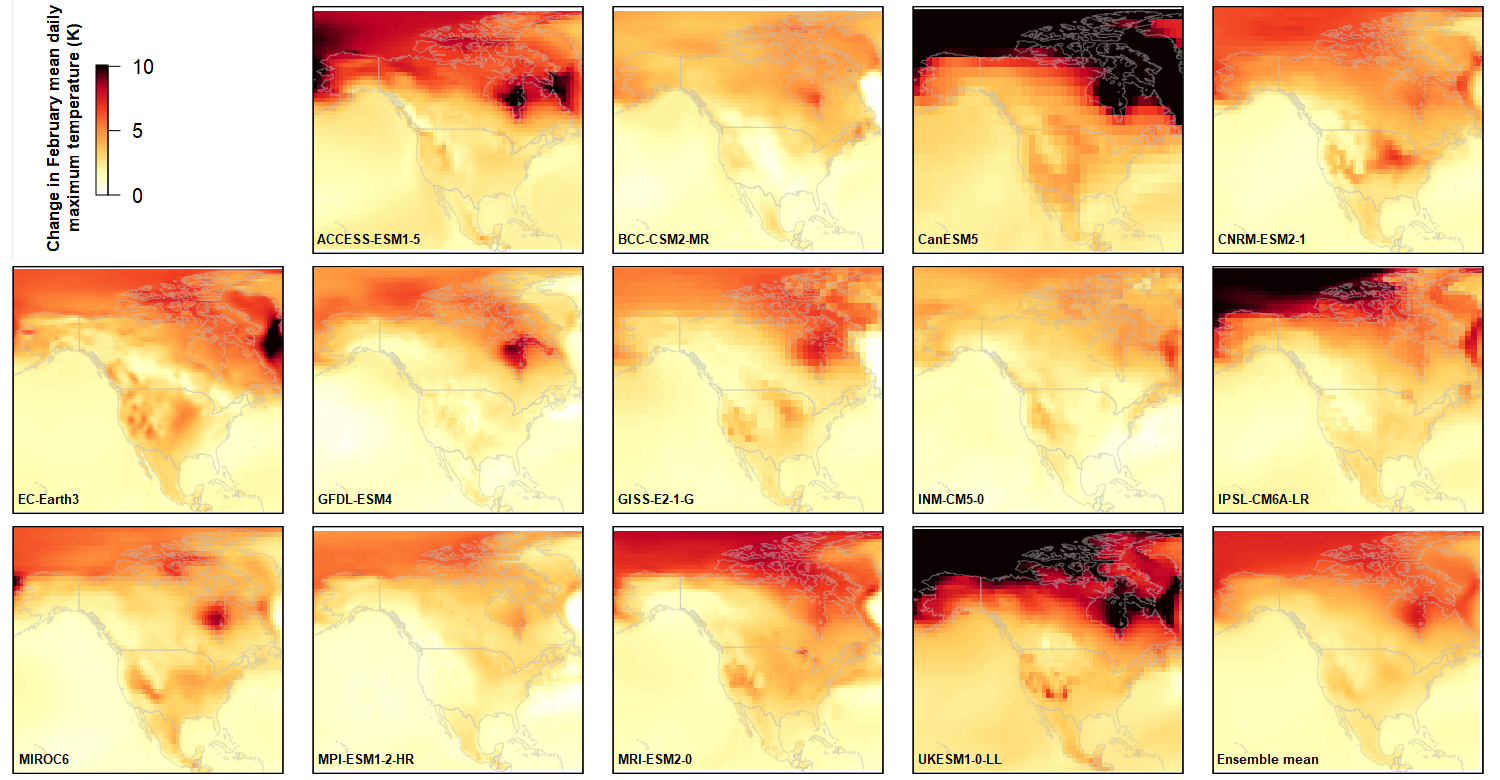 Change in February mean daily
maximum temperature (K)
10
5
0
ACCESS-ESM1-5
BCC-CSM2-MR
CanESM5
CNRM-ESM2-1
EC-Earth3
GFDL-ESM4
GISS-E2-1-G
INM-CM5-0
IPSL-CM6A-LR
MIROC6
MPI-ESM1-2-HR
MRI-ESM2-0
UKESM1-0-LL
Ensemble mean